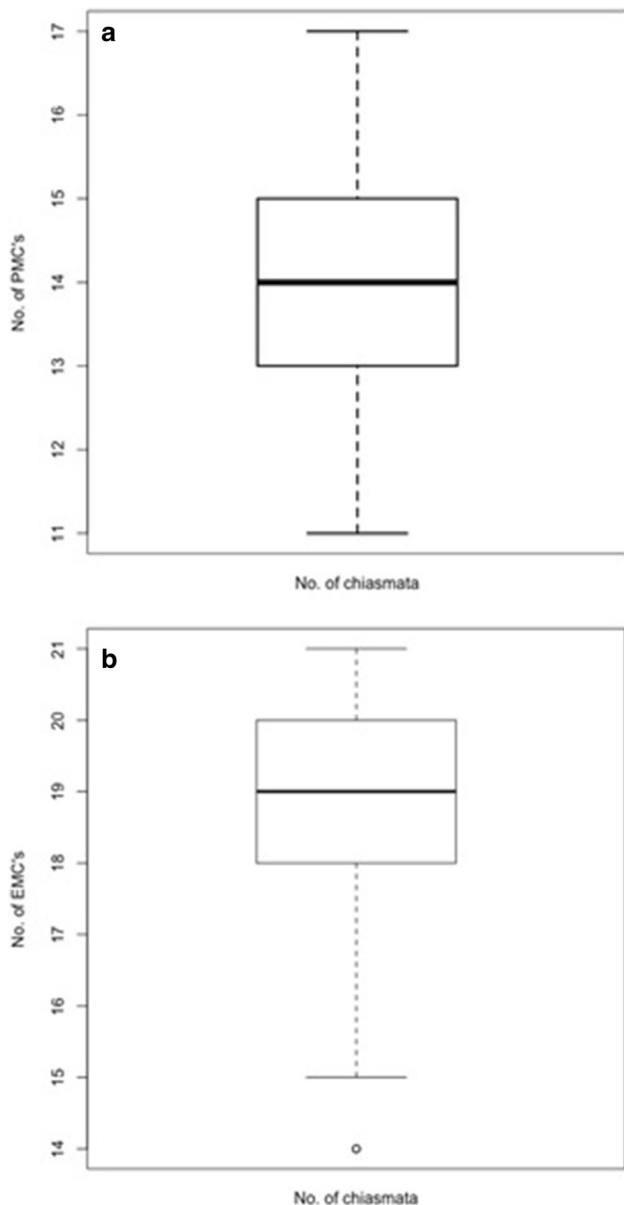 a
No. of PMC's
17
16
15
14
13
12
11
No. of chiasmata
b
No. of EMC's
21
20
19
18
17
16
15
14
No. of chiasmata